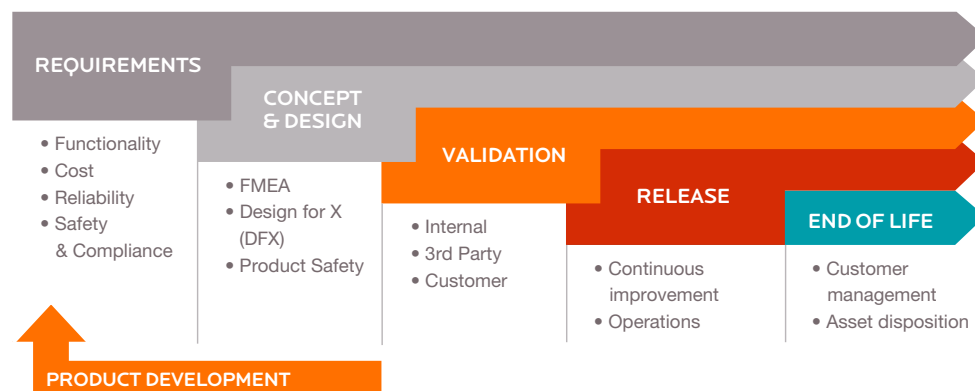 REQUIREMENTS
• Functionality
• Cost
• Reliability
• Safety
& Compliance
CONCEPT
& DESIGN
• FMEA
• Design for X
(DFX)
• Product Safety
VALIDATION
• Internal
• 3rd Party
• Customer
RELEASE
• Continuous
improvement
• Operations
END OF LIFE
• Customer
management
• Asset disposition
PRODUCT DEVELOPMENT